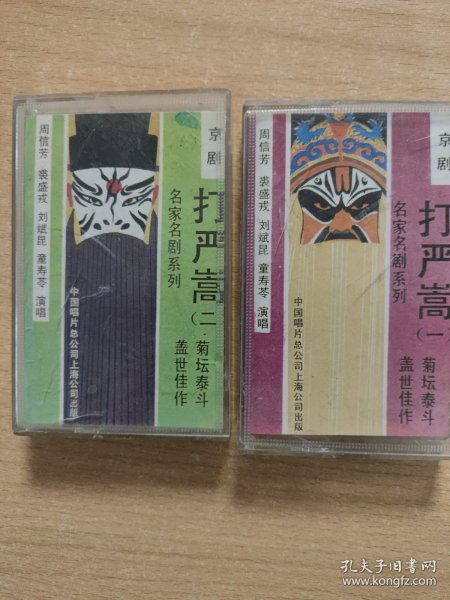 京剧
打严嵩（二）
名家名剧系列
菊坛泰斗
盖世佳作
周信芳 裘盛戎 刘斌昆 童寿苓 演唱
中国唱片总公司上海公司出版
京剧
打严嵩（一
名家名剧系列
菊坛泰斗
盖世佳作
周信芳 裘盛戎 刘斌昆 童寿苓 演唱
中国唱片总公司上海公司出版
孔夫子旧书网
www.kongfz.com